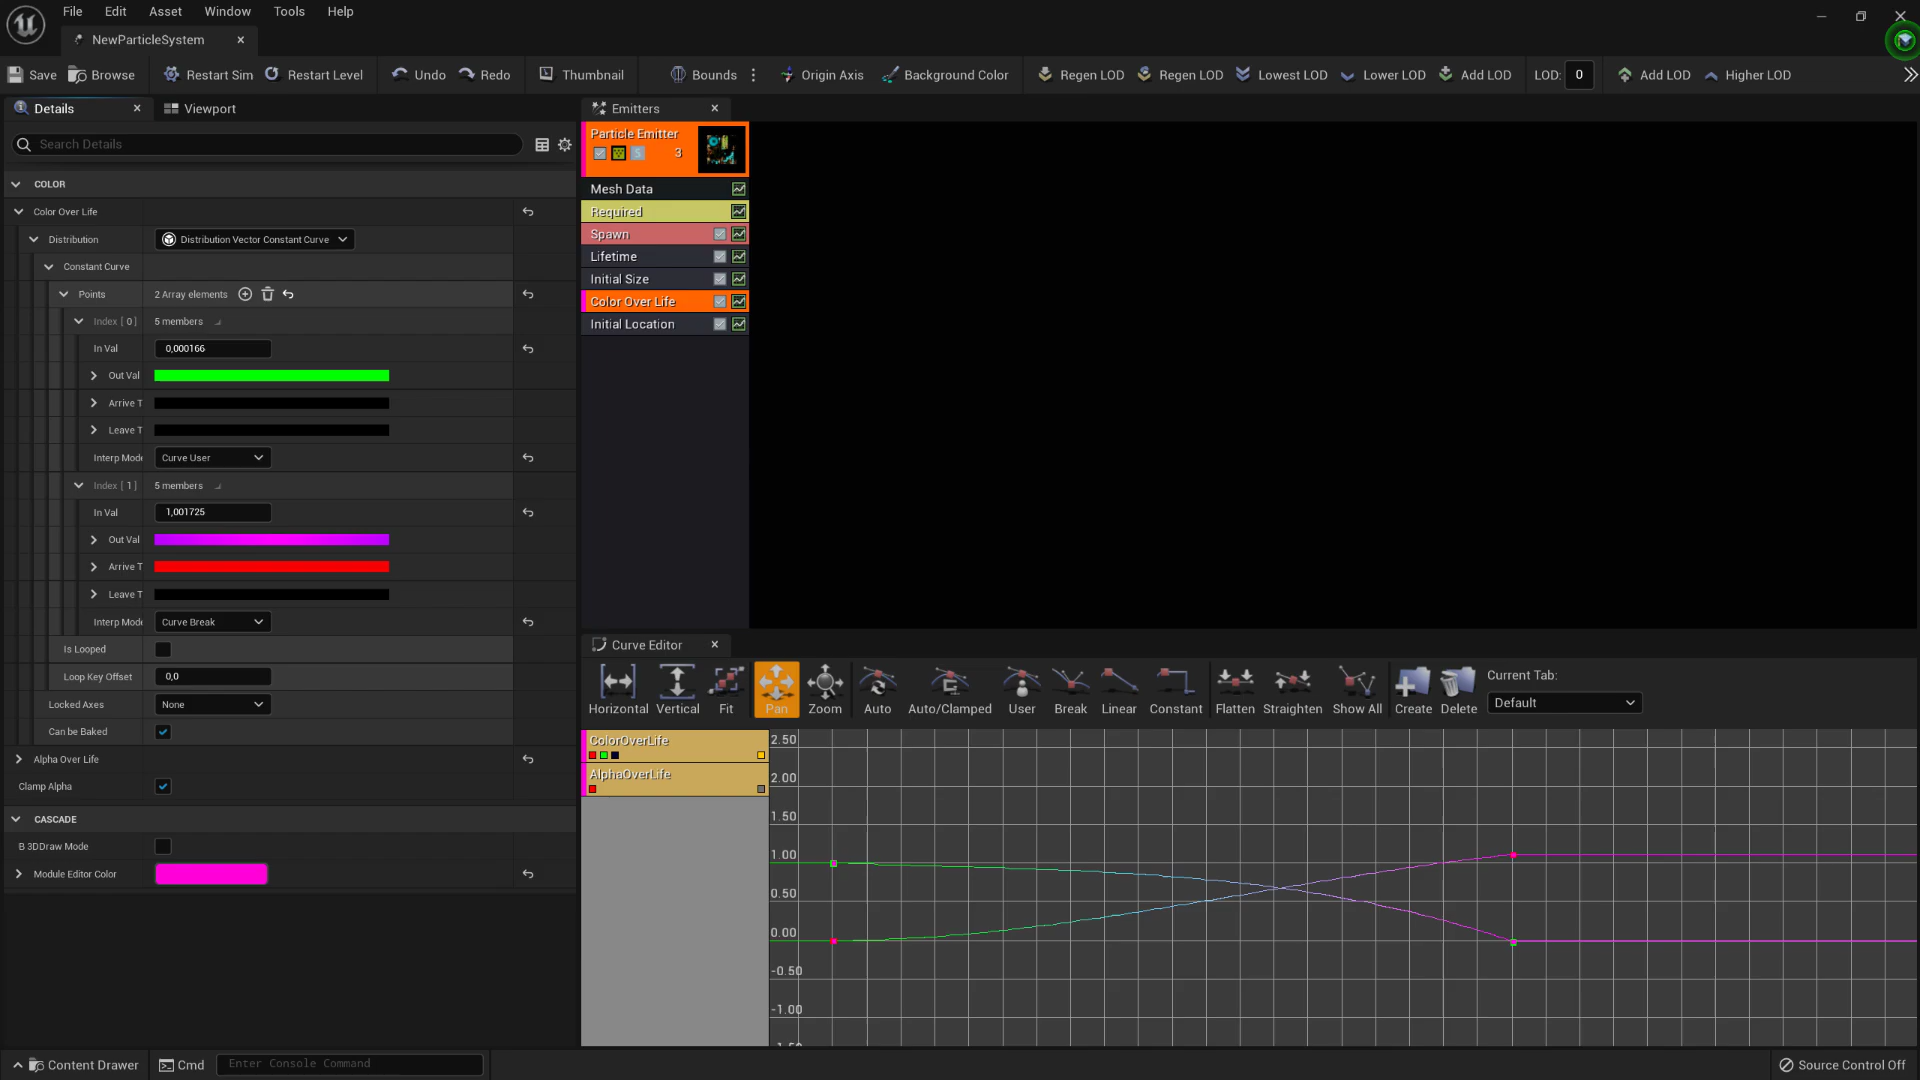 File Edit Asset Window Tools Help
NewParticleSystem
Save Browse Restart Sim Restart Level Undo Redo Thumbnail Bounds Origin Axis Background Color Regen LOD Regen LOD Lowest LOD Lower LOD Add LOD LOD: 0 Add LOD Higher LOD
Details Viewport
Search Details
COLOR
Color Over Life
Distribution Distribution Vector Constant Curve
Constant Curve
Points 2 Array elements
Index [ 0 ] 5 members
In Val 0,000166
Out Val
Arrive T
Leave T
Interp Mode Curve User
Index [ 1 ] 5 members
In Val 1,001725
Out Val
Arrive T
Leave T
Interp Mode Curve Break
Is Looped
Loop Key Offset 0,0
Locked Axes None
Can be Baked
Alpha Over Life
Clamp Alpha
CASCADE
B 3DDraw Mode
Module Editor Color
Emitters
Particle Emitter
S 3
Mesh Data
Required
Spawn
Lifetime
Initial Size
Color Over Life
Initial Location
Curve Editor
Horizontal Vertical Fit Pan Zoom Auto Auto/Clamped User Break Linear Constant Flatten Straighten Show All Create Delete
Current Tab:
Default
ColorOverLife
AlphaOverLife
2.50
2.00
1.50
1.00
0.50
0.00
-0.50
-1.00
Content Drawer Cmd Enter Console Command Source Control Off